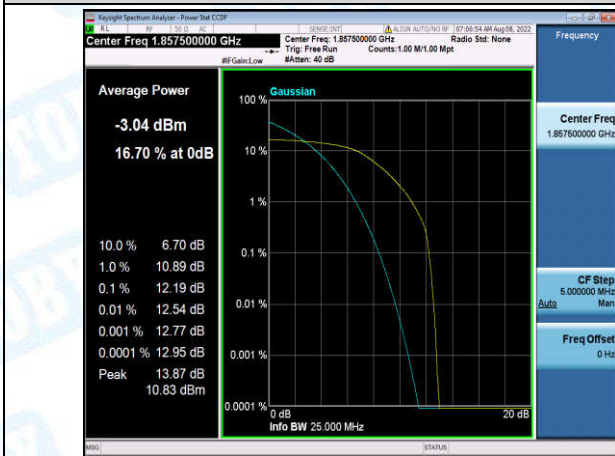 Keysight Spectrum Analyzer - Power Stat CCDF
RL RF 50 Ω AC SENSE:INT ALIGN AUTO/NO RF 07:06:54 AM Aug 08, 2022
Center Freq 1.857500000 GHz
Center Freq: 1.857500000 GHz Radio Std: None
Trig: Free Run Counts:1.00 M/1.00 Mpt
#IFGain:Low #Atten: 40 dB
Frequency
Average Power
-3.04 dBm
16.70 % at 0dB
10.0 % 6.70 dB
1.0 % 10.89 dB
0.1 % 12.19 dB
0.01 % 12.54 dB
0.001 % 12.77 dB
0.0001 % 12.95 dB
Peak 13.87 dB
10.83 dBm
Gaussian
100 %
10 %
1 %
0.1 %
0.01 %
0.001 %
0.0001 %
0 dB 20 dB
Info BW 25.000 MHz
Center Freq
1.857500000 GHz
CF Step
5.000000 MHz
Auto Man
Freq Offset
0 Hz
MSG STATUS